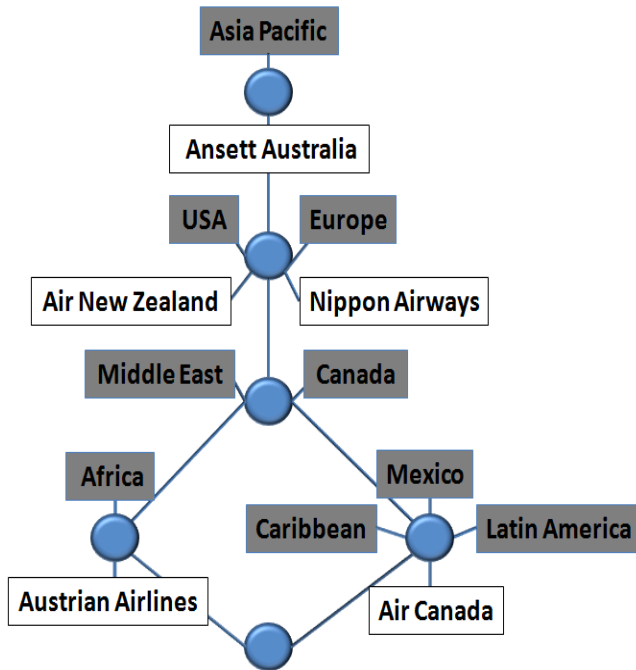 Asia Pacific
Ansett Australia
USA
Europe
Air New Zealand
Nippon Airways
Middle East
Canada
Africa
Mexico
Caribbean
Latin America
Austrian Airlines
Air Canada